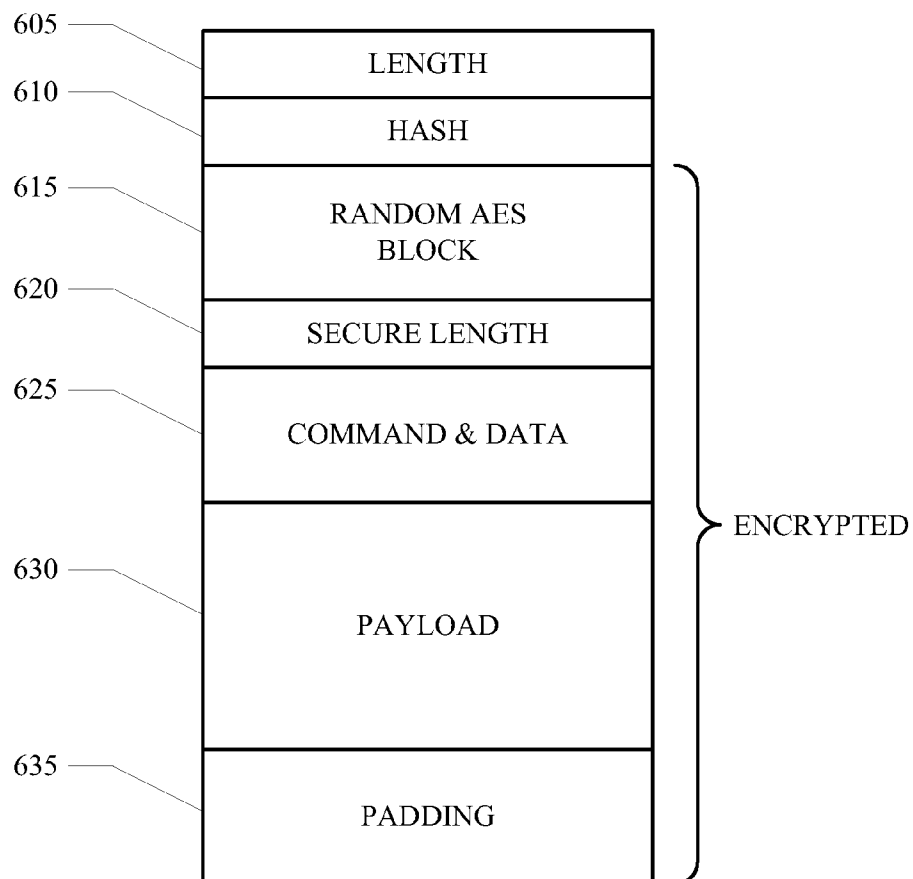 605
LENGTH
610
HASH
615
RANDOM AES
BLOCK
620
SECURE LENGTH
625
COMMAND & DATA
ENCRYPTED
630
PAYLOAD
635
PADDING